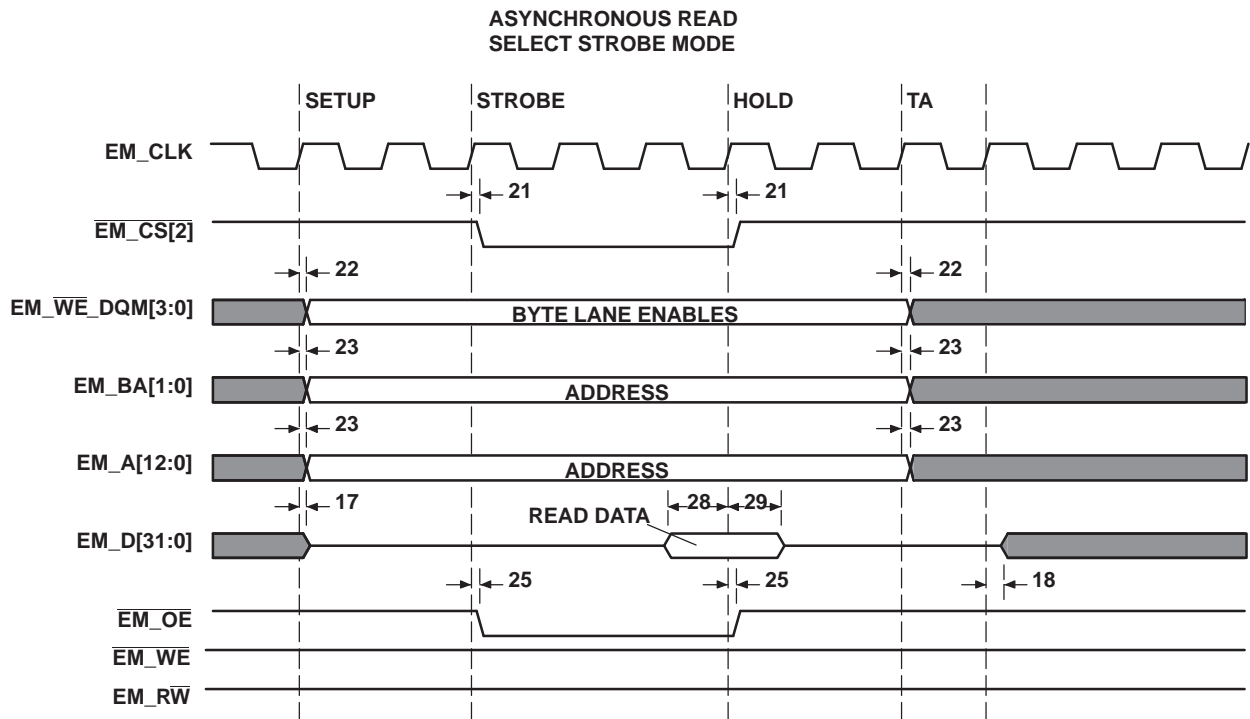 ASYNCHRONOUS READ
SELECT STROBE MODE
SETUP STROBE HOLD TA
EM_CLK
21 21
EM_CS[2]
22 22
EM_WE_DQM[3:0] BYTE LANE ENABLES
23 23
EM_BA[1:0] ADDRESS
23 23
EM_A[12:0] ADDRESS
17 28 29
READ DATA
EM_D[31:0]
25 25 18
EM_OE
EM_WE
EM_RW